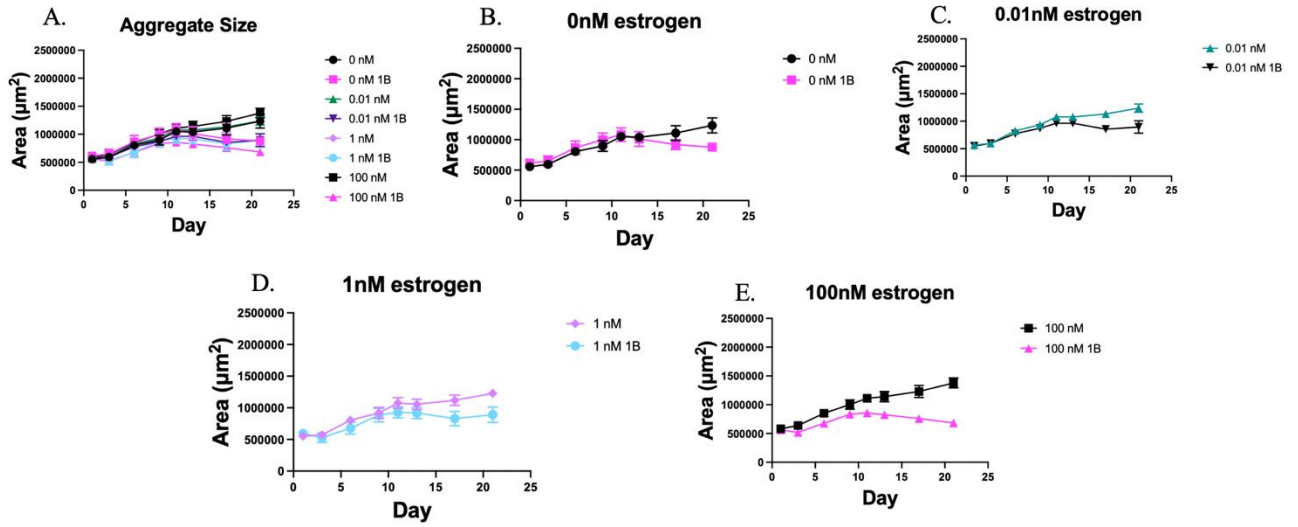 A.
Aggregate Size
Area (µm²)
2500000
2000000
1500000
1000000
500000
0
0 5 10 15 20 25
Day
0 nM
0 nM 1B
0.01 nM
0.01 nM 1B
1 nM
1 nM 1B
100 nM
100 nM 1B
B.
0nM estrogen
Area (µm²)
2500000
2000000
1500000
1000000
500000
0
0 5 10 15 20 25
Day
0 nM
0 nM 1B
C.
0.01nM estrogen
Area (µm²)
2500000
2000000
1500000
1000000
500000
0
0 5 10 15 20 25
Day
0.01 nM
0.01 nM 1B
D.
1nM estrogen
Area (µm²)
2500000
2000000
1500000
1000000
500000
0
0 5 10 15 20 25
Day
1 nM
1 nM 1B
E.
100nM estrogen
Area (µm²)
2500000
2000000
1500000
1000000
500000
0
0 5 10 15 20 25
Day
100 nM
100 nM 1B